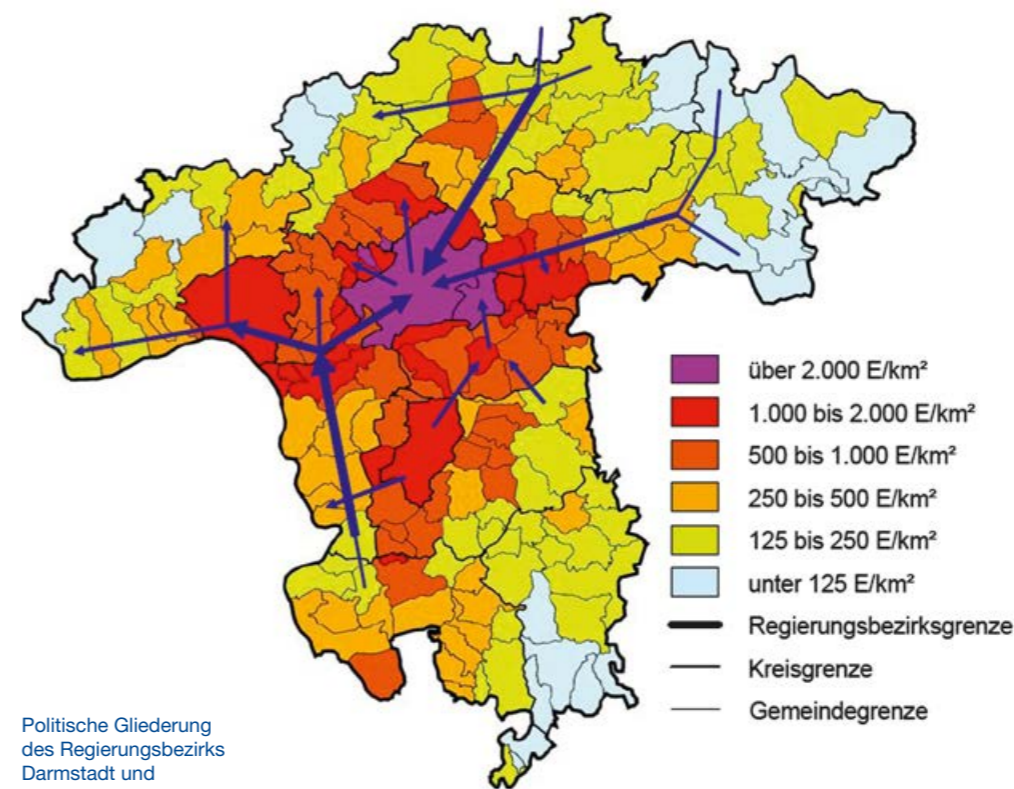 über 2.000 E/km²
1.000 bis 2.000 E/km²
500 bis 1.000 E/km²
250 bis 500 E/km²
125 bis 250 E/km²
unter 125 E/km²
Regierungsbezirksgrenze
Kreisgrenze
Gemeindegrenze
Politische Gliederung
des Regierungsbezirks
Darmstadt und